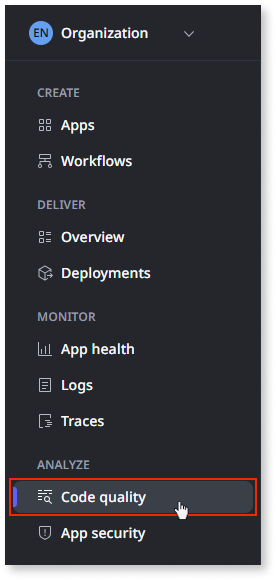 EN Organization
CREATE
Apps
Workflows
DELIVER
Overview
Deployments
MONITOR
App health
Logs
Traces
ANALYZE
Code quality
App security